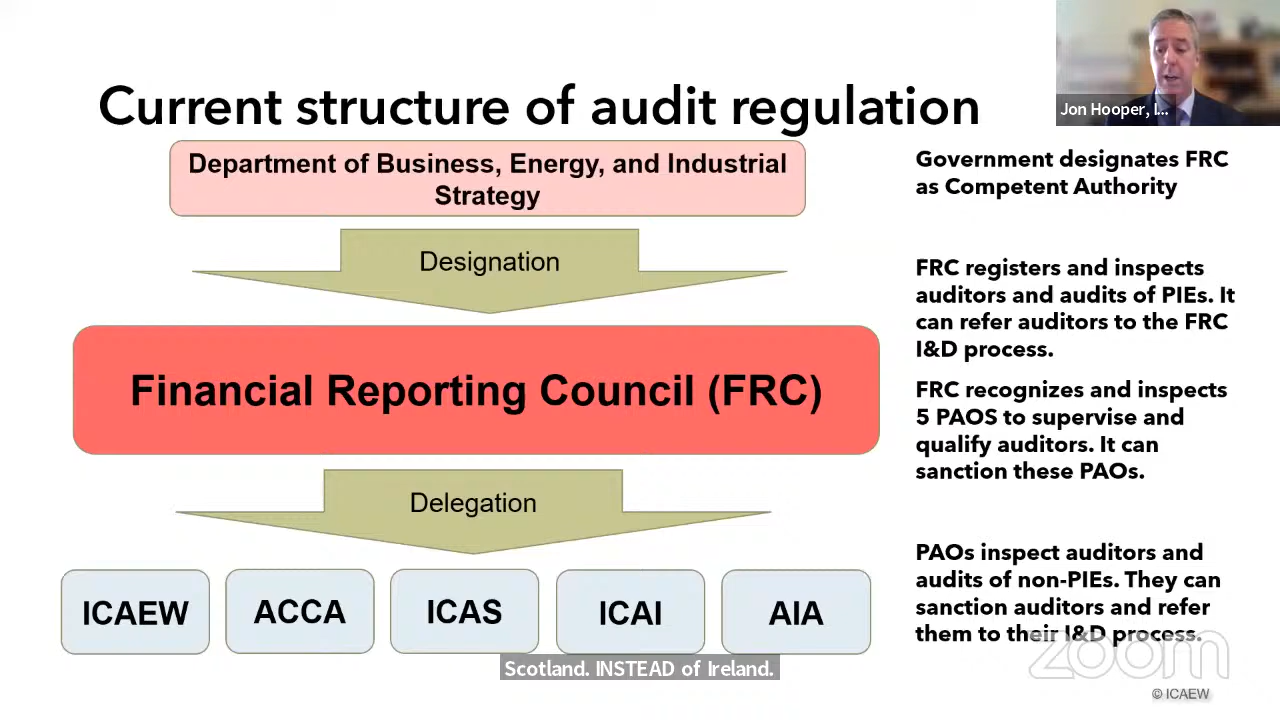 Current structure of audit regulation
Jon Hooper, I...
Department of Business, Energy, and Industrial
Strategy
Government designates FRC
as Competent Authority
Designation
FRC registers and inspects
auditors and audits of PIEs. It
can refer auditors to the FRC
I&D process.
Financial Reporting Council (FRC)
FRC recognizes and inspects
5 PAOS to supervise and
qualify auditors. It can
sanction these PAOs.
Delegation
PAOs inspect auditors and
audits of non-PIEs. They can
sanction auditors and refer
them to their I&D process.
ICAEW
ACCA
ICAS
ICAI
AIA
Scotland. INSTEAD of Ireland.
zoom
© ICAEW